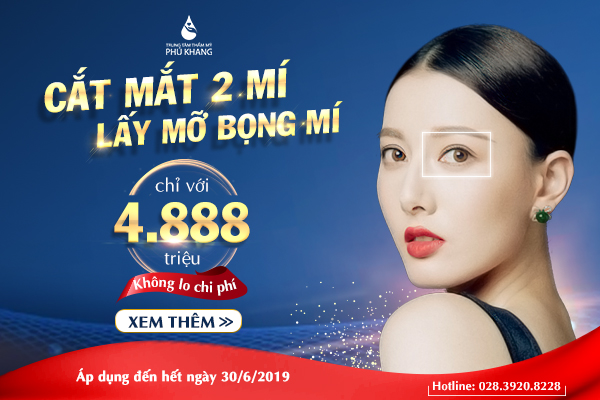 TRUNG TÂM THẨM MỸ
PHÚ KHANG
CẮT MẮT 2 MÍ
LẤY MỠ BỌNG MÍ
chỉ với
4.888
triệu
Không lo chi phí
XEM THÊM >>
Áp dụng đến hết ngày 30/6/2019
Hotline: 028.3920.8228